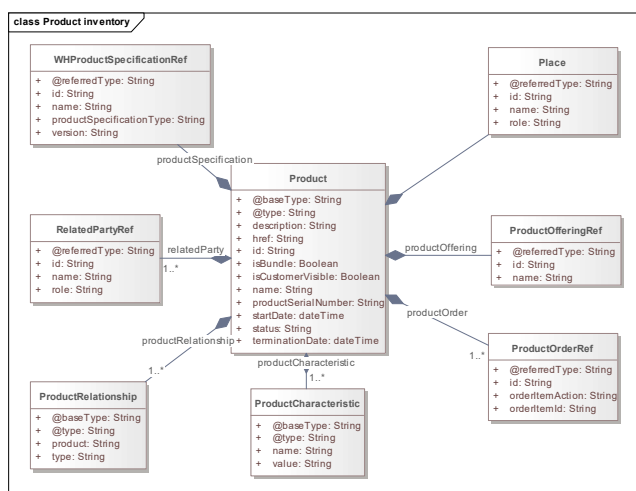 class Product inventory
WHProductSpecificationRef
+ @referredType: String
+ id: String
+ name: String
+ productSpecificationType: String
+ version: String
Place
+ @referredType: String
+ id: String
+ name: String
+ role: String
productSpecification
Product
+ @baseType: String
+ @type: String
+ description: String
+ href: String
+ id: String
+ isBundle: Boolean
+ isCustomerVisible: Boolean
+ name: String
+ productSerialNumber: String
+ startDate: dateTime
+ status: String
+ terminationDate: dateTime
RelatedPartyRef
+ @referredType: String
+ id: String
+ name: String
+ role: String
relatedParty
1..*
productOffering
ProductOfferingRef
+ @referredType: String
+ id: String
+ name: String
productOrder
1..*
ProductOrderRef
+ @referredType: String
+ id: String
+ orderItemAction: String
+ orderItemId: String
productRelationship
1..*
ProductRelationship
+ @baseType: String
+ @type: String
+ product: String
+ type: String
productCharacteristic
1..*
ProductCharacteristic
+ @baseType: String
+ @type: String
+ name: String
+ value: String